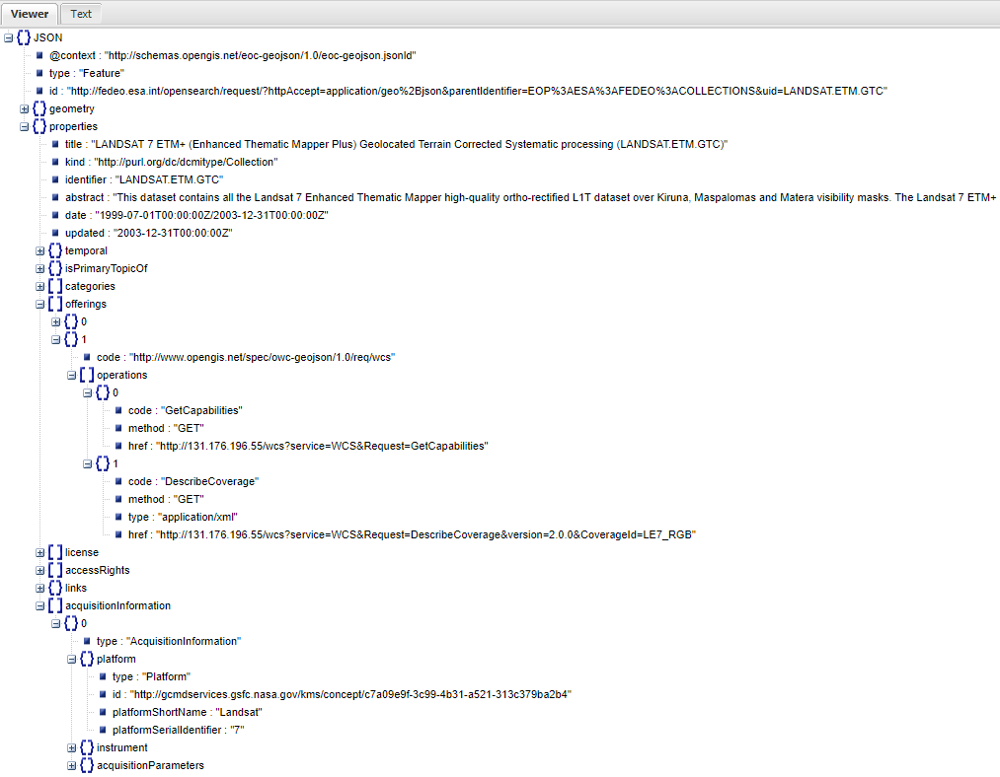 Viewer Text
JSON
@context : "http://schemas.opengis.net/eoc-geojson/1.0/eoc-geojson.jsonld"
type : "Feature"
id : "http://fedeo.esa.int/opensearch/request/?httpAccept=application/geo%2Bjson&parentIdentifier=EOP%3AESA%3AFEDEO%3ACOLLECTIONS&uid=LANDSAT.ETM.GTC"
geometry
properties
title : "LANDSAT 7 ETM+ (Enhanced Thematic Mapper Plus) Geolocated Terrain Corrected Systematic processing (LANDSAT.ETM.GTC)"
kind : "http://purl.org/dc/dcmitype/Collection"
identifier : "LANDSAT.ETM.GTC"
abstract : "This dataset contains all the Landsat 7 Enhanced Thematic Mapper high-quality ortho-rectified L1T dataset over Kiruna, Maspalomas and Matera visibility masks. The Landsat 7 ETM+
date : "1999-07-01T00:00:00Z/2003-12-31T00:00:00Z"
updated : "2003-12-31T00:00:00Z"
temporal
isPrimaryTopicOf
categories
offerings
0
1
code : "http://www.opengis.net/spec/owc-geojson/1.0/req/wcs"
operations
0
code : "GetCapabilities"
method : "GET"
href : "http://131.176.196.55/wcs?service=WCS&Request=GetCapabilities"
1
code : "DescribeCoverage"
method : "GET"
type : "application/xml"
href : "http://131.176.196.55/wcs?service=WCS&Request=DescribeCoverage&version=2.0.0&CoverageId=LE7_RGB"
license
accessRights
links
acquisitionInformation
0
type : "AcquisitionInformation"
platform
type : "Platform"
id : "http://gcmdservices.gsfc.nasa.gov/kms/concept/c7a09e9f-3c99-4b31-a521-313c379ba2b4"
platformShortName : "Landsat"
platformSerialIdentifier : "7"
instrument
acquisitionParameters